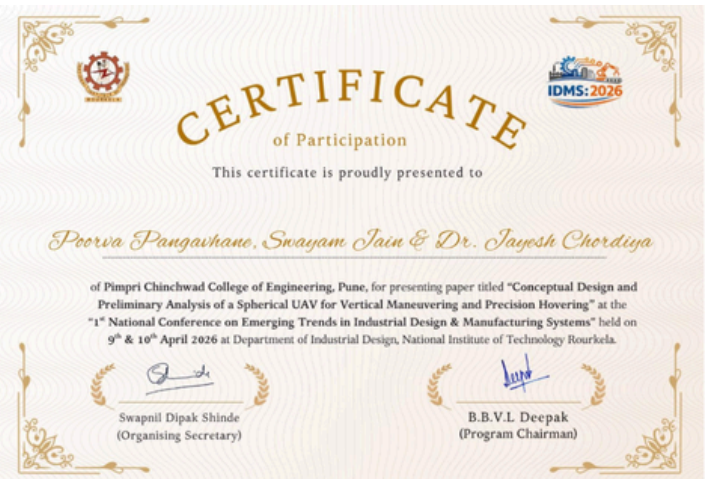 ROURKELA
IDMS:2026
CERTIFICATE
of Participation
This certificate is proudly presented to
Poorva Pangavhane, Swayam Jain & Dr. Jayesh Chordiya
of Pimpri Chinchwad College of Engineering, Pune, for presenting paper titled “Conceptual Design and
Preliminary Analysis of a Spherical UAV for Vertical Maneuvering and Precision Hovering” at the
“1st National Conference on Emerging Trends in Industrial Design & Manufacturing Systems” held on
9th & 10th April 2026 at Department of Industrial Design, National Institute of Technology Rourkela.
Deepak
Swapnil Dipak Shinde
(Organising Secretary)
B.B.V.L Deepak
(Program Chairman)